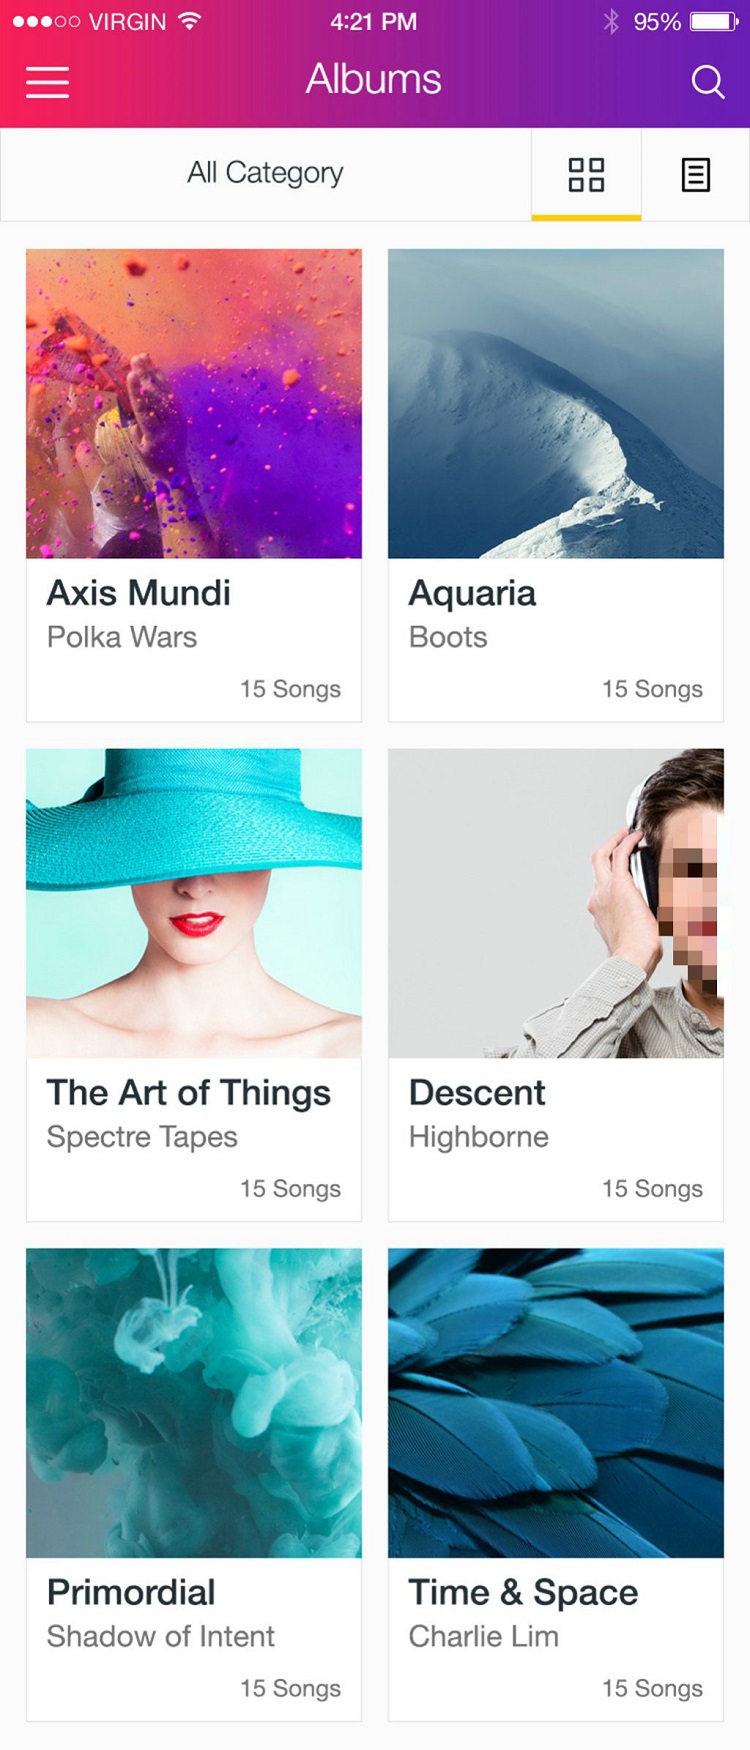 VIRGIN 4:21 PM 95%
Albums
All Category
Axis Mundi
Polka Wars
15 Songs
Aquaria
Boots
15 Songs
The Art of Things
Spectre Tapes
15 Songs
Descent
Highborne
15 Songs
Primordial
Shadow of Intent
15 Songs
Time & Space
Charlie Lim
15 Songs